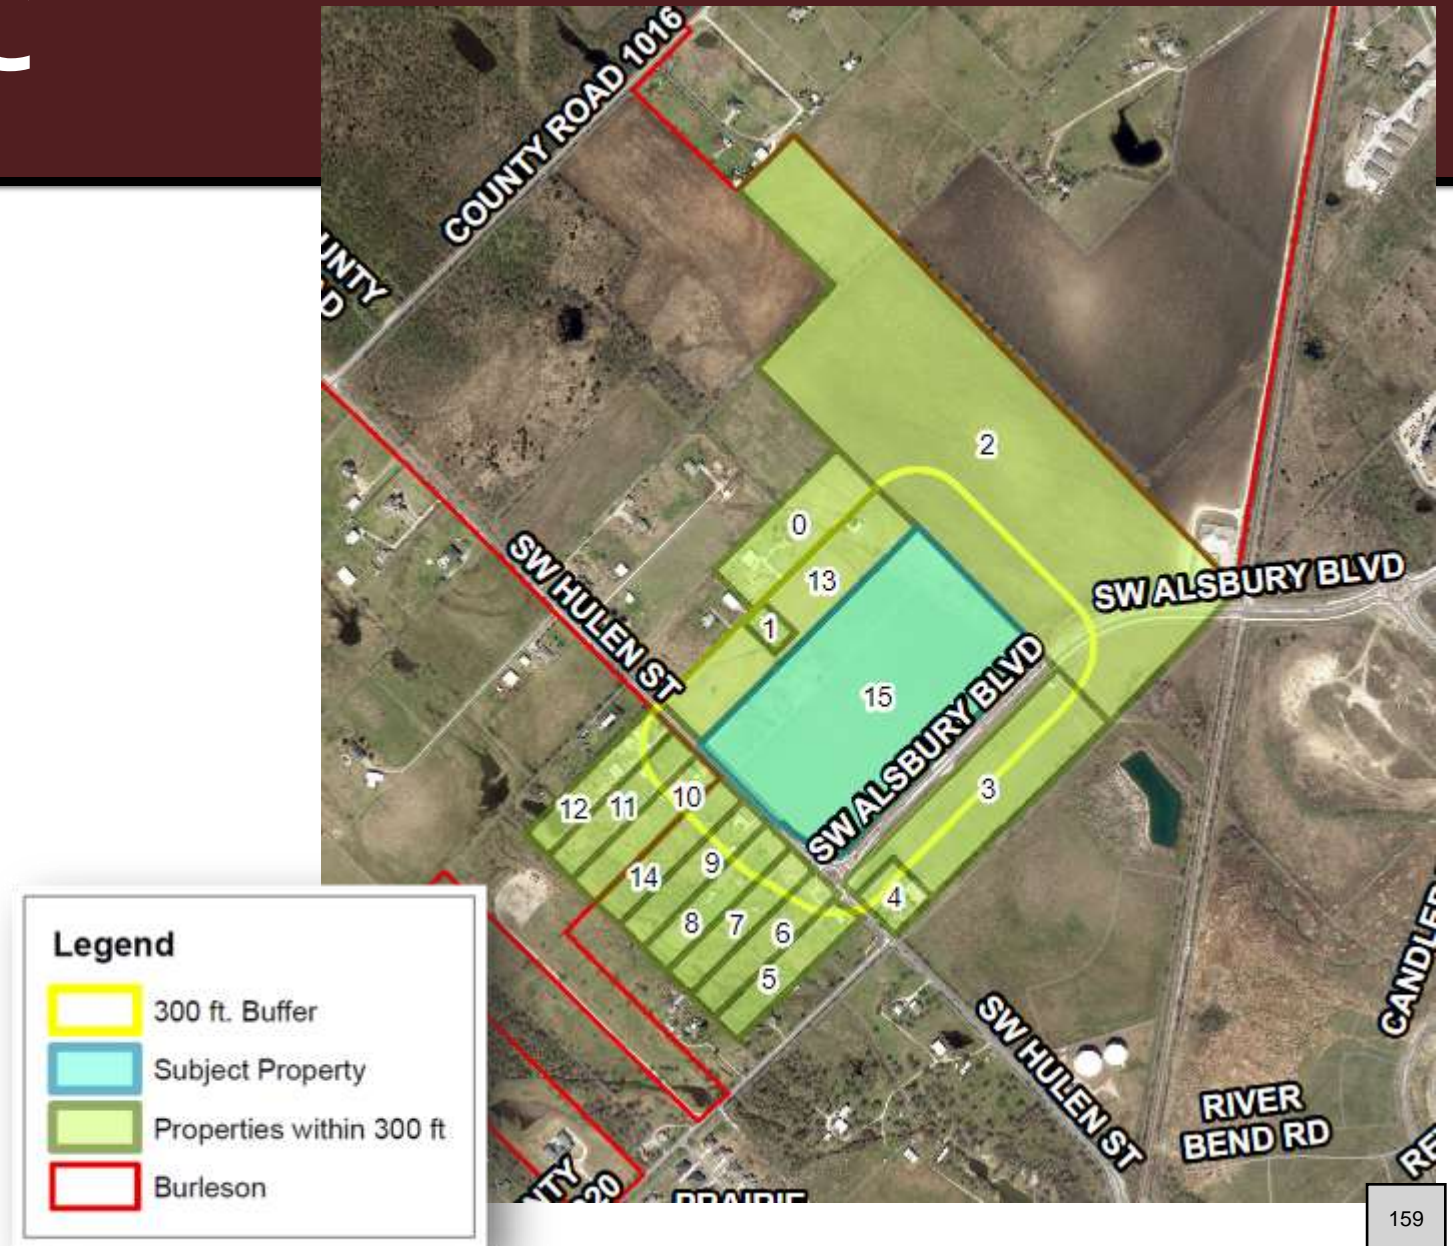 COUNTY ROAD 1016
2
0
13
SW HULEN ST
SW ALSBURY BLVD
1
15
SW ALSBURY BLVD
3
12
11
10
14
9
4
8
7
6
5
Legend
300 ft. Buffer
Subject Property
Properties within 300 ft
Burleson
SW HULEN ST
RIVER
BEND RD
159